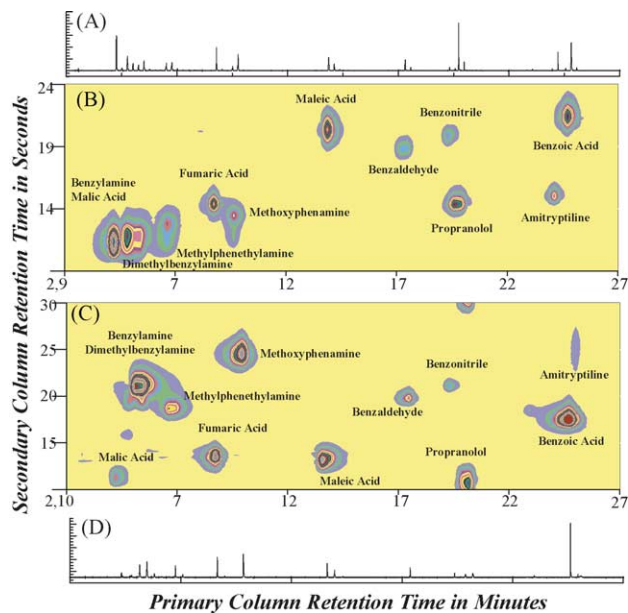 (A)
24
(B)
Maleic Acid
Benzonitrile
19
Benzoic Acid
Benzylamine
Malic Acid
Fumaric Acid
Benzaldehyde
14
Methoxyphenamine
Propranolol
Amitryptiline
Methylphenethylamine
Dimethylbenzylamine
2,9 7 12 17 22 27
30
(C)
Benzylamine
Dimethylbenzylamine
25
Methoxyphenamine
Benzonitrile
Amitryptiline
20
Methylphenethylamine
Benzaldehyde
Fumaric Acid
Benzoic Acid
15
Malic Acid
Maleic Acid
Propranolol
2,10 7 12 17 22 27
(D)
Secondary Column Retention Time in Seconds
Primary Column Retention Time in Minutes